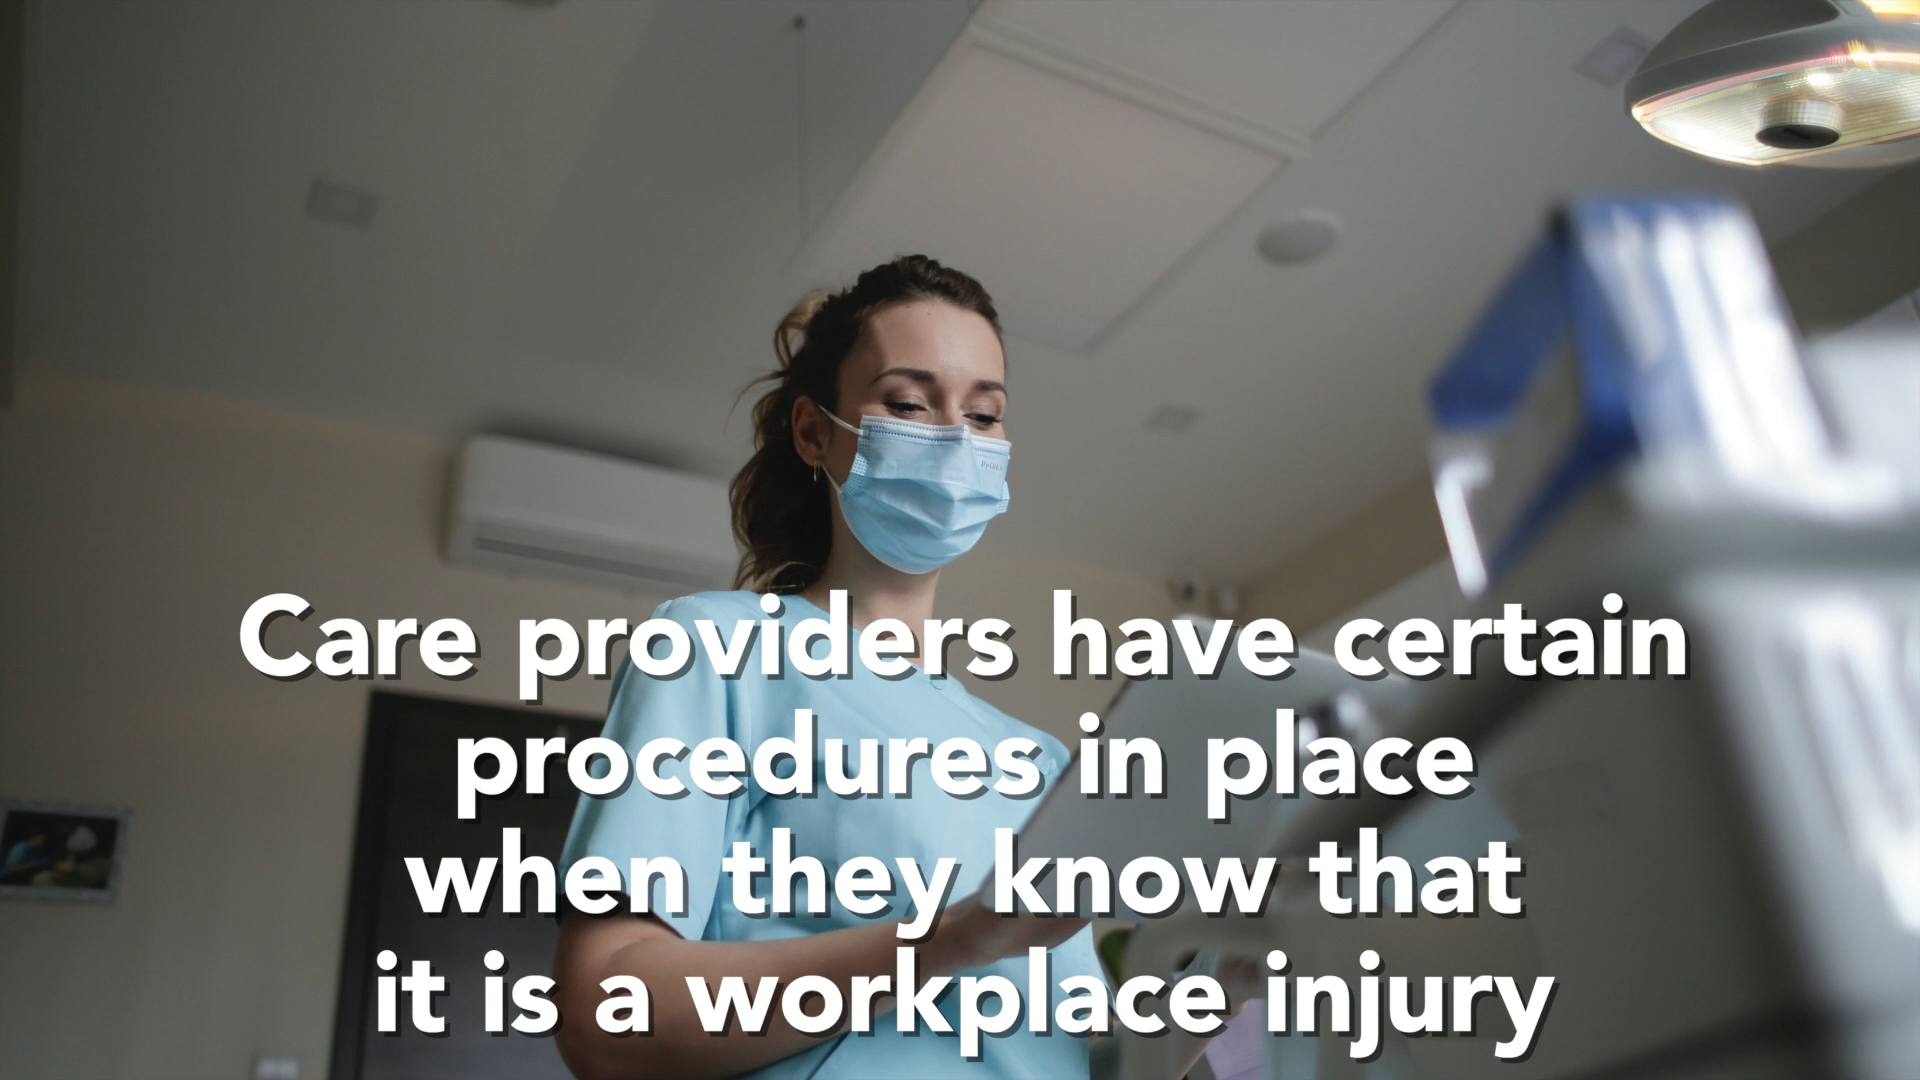 Care providers have certain
procedures in place
when they know that
it is a workplace injury